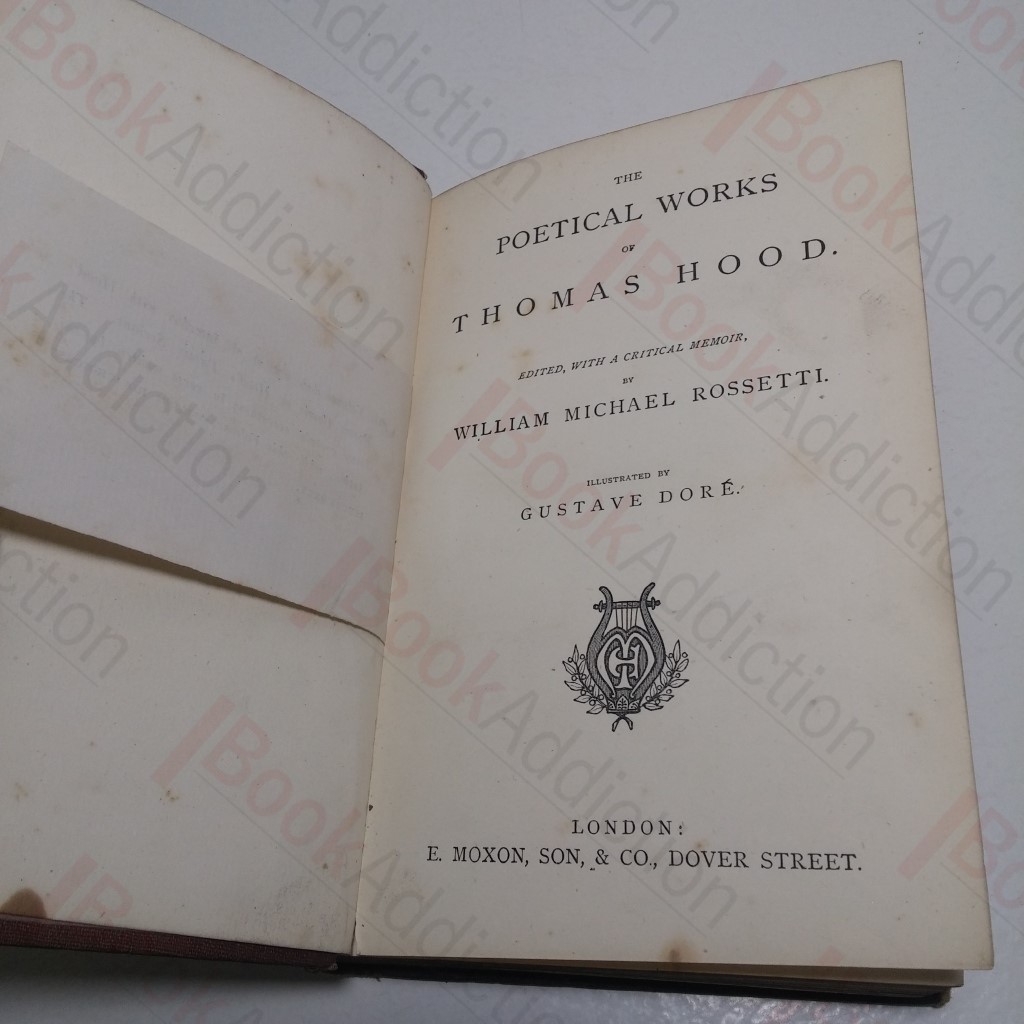 THE
POETICAL WORKS
OF
THOMAS HOOD.
EDITED, WITH A CRITICAL MEMOIR,
BY
WILLIAM MICHAEL ROSSETTI.
ILLUSTRATED BY
GUSTAVE DORÉ.
LONDON:
E. MOXON, SON, & CO., DOVER STREET.
BookAddiction